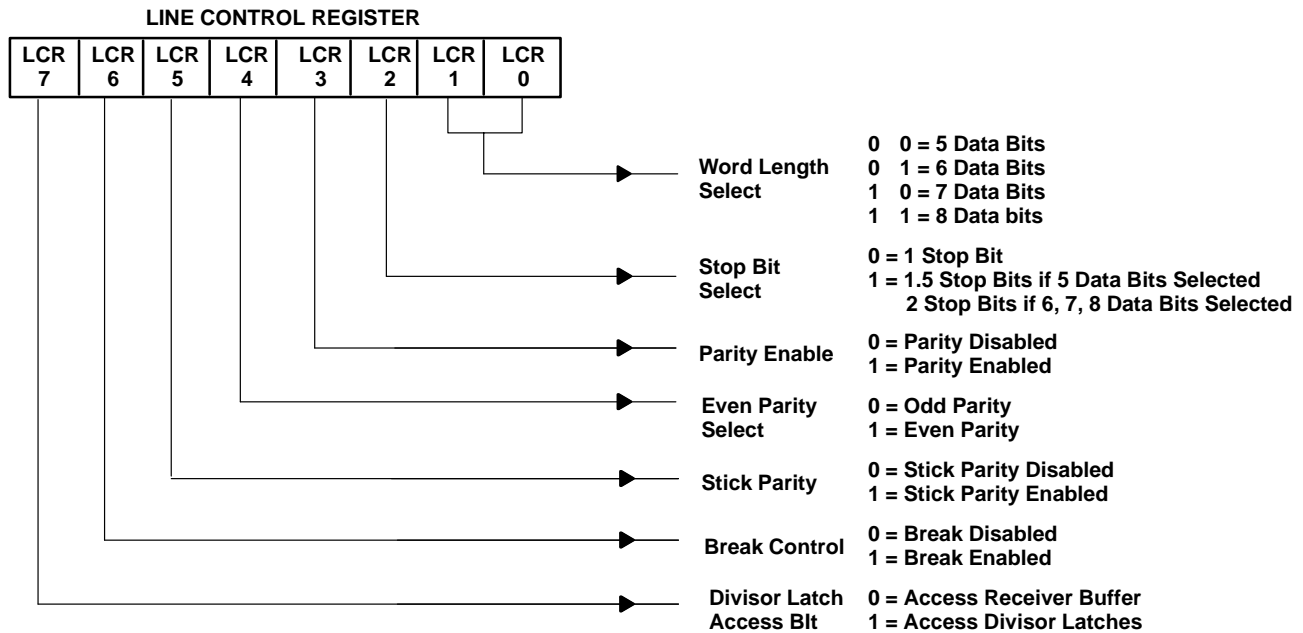 LINE CONTROL REGISTER
LCR LCR LCR LCR LCR LCR LCR LCR
7 6 5 4 3 2 1 0
Word Length
Select
0 0 = 5 Data Bits
0 1 = 6 Data Bits
1 0 = 7 Data Bits
1 1 = 8 Data bits
Stop Bit
Select
0 = 1 Stop Bit
1 = 1.5 Stop Bits if 5 Data Bits Selected
2 Stop Bits if 6, 7, 8 Data Bits Selected
Parity Enable
0 = Parity Disabled
1 = Parity Enabled
Even Parity
Select
0 = Odd Parity
1 = Even Parity
Stick Parity
0 = Stick Parity Disabled
1 = Stick Parity Enabled
Break Control
0 = Break Disabled
1 = Break Enabled
Divisor Latch
Access BIt
0 = Access Receiver Buffer
1 = Access Divisor Latches